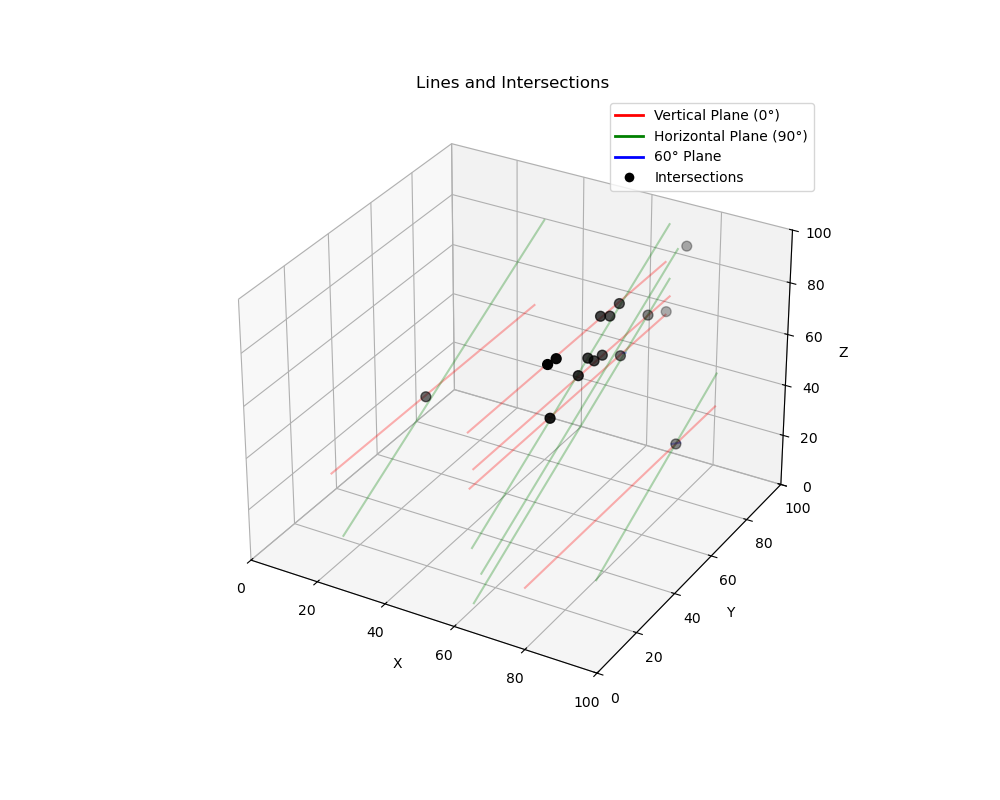 Lines and Intersections
Vertical Plane (0°)
Horizontal Plane (90°)
60° Plane
Intersections
100
80
60
40
20
0
Z
100
80
60
40
20
0
Y
0
20
40
60
80
100
X